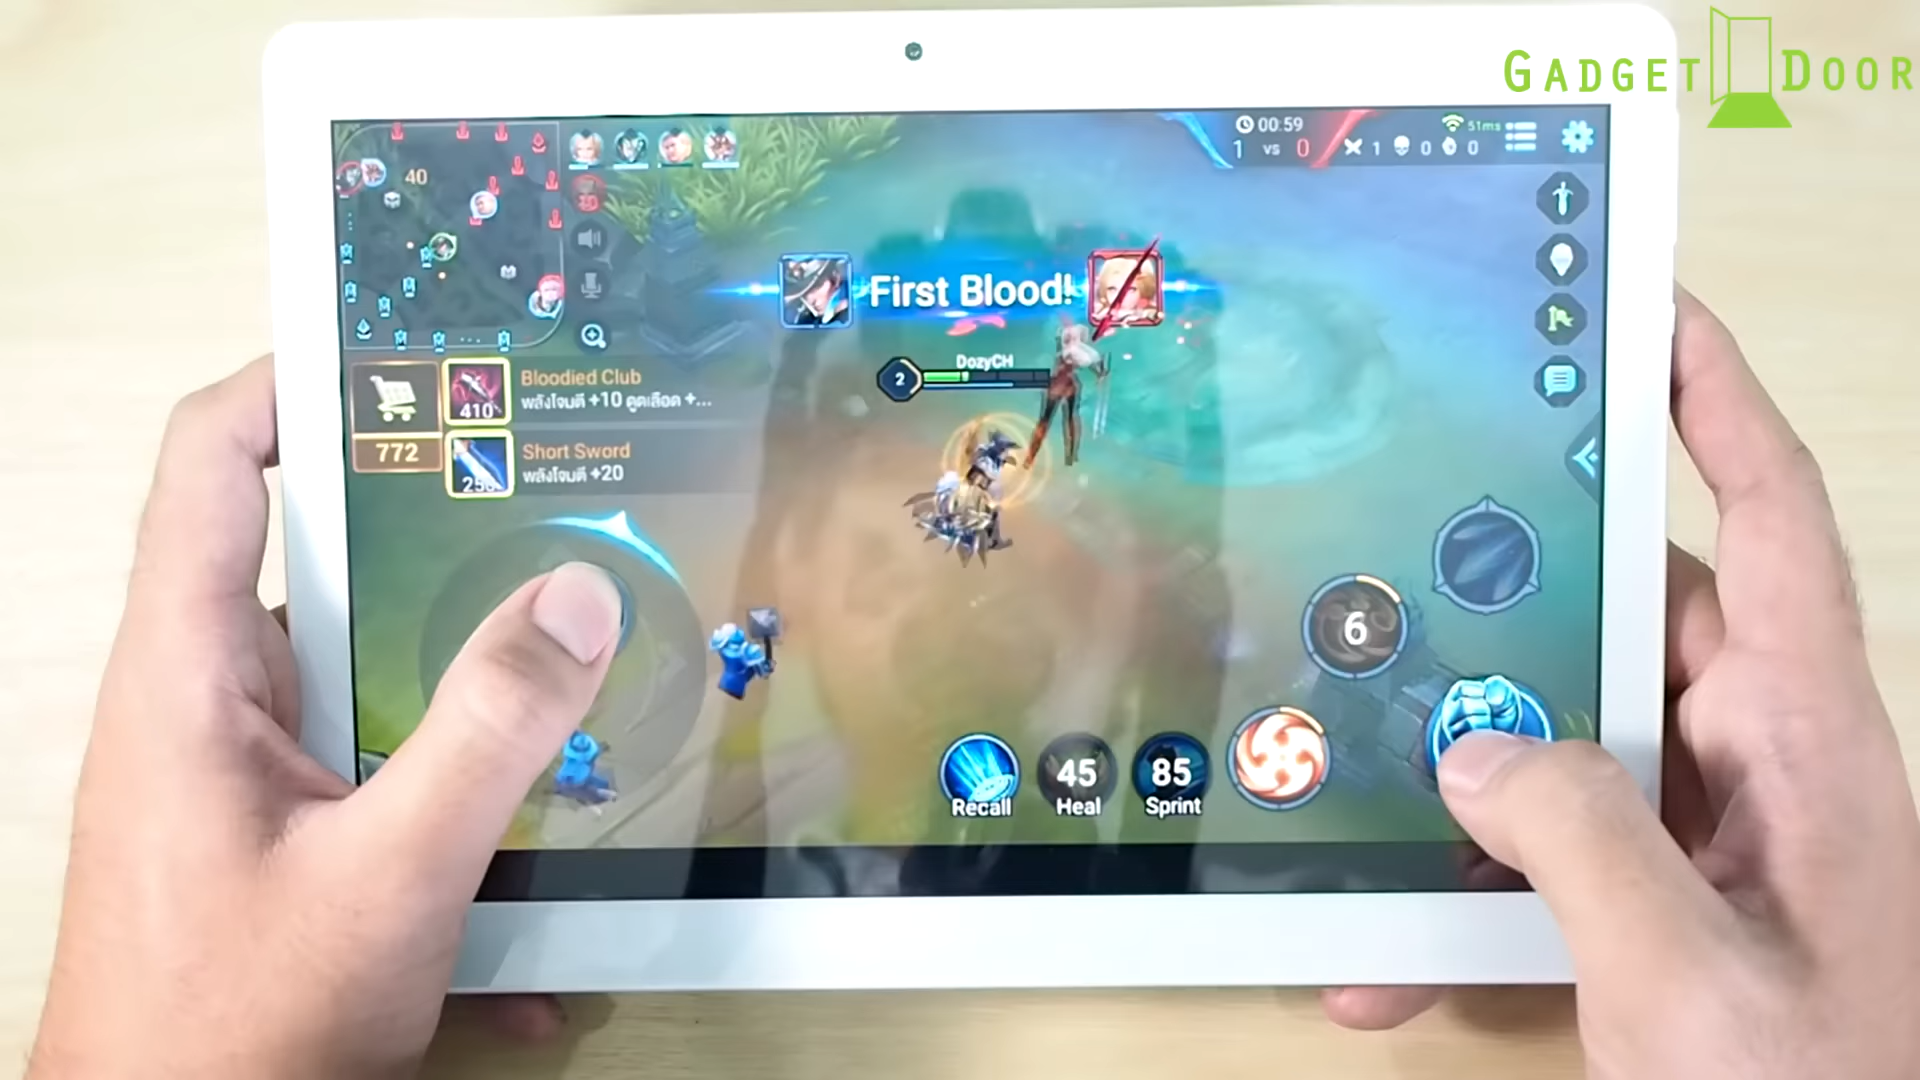 GADGET DOOR
00:59
51ms
1 vs 0
1 0 0
40
First Blood!
DozyCH
2
Bloodied Club
พลังโจมตี +10 ดูดเลือด +...
410
772
Short Sword
พลังโจมตี +20
250
6
45
85
Recall
Heal
Sprint